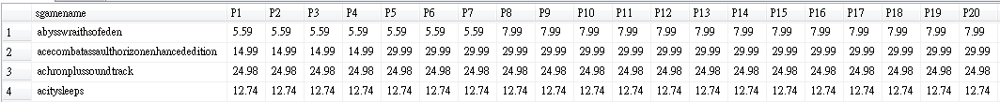 sgamename P1 P2 P3 P4 P5 P6 P7 P8 P9 P10 P11 P12 P13 P14 P15 P16 P17 P18 P19 P20
1 abysswraithsofeden 5.59 5.59 5.59 5.59 5.59 5.59 5.59 7.99 7.99 7.99 7.99 7.99 7.99 7.99 7.99 7.99 7.99 7.99 7.99 7.99
2 acecombatassaulthorizonenhancededition 14.99 14.99 14.99 14.99 29.99 29.99 29.99 29.99 29.99 29.99 29.99 29.99 29.99 29.99 29.99 29.99 29.99 29.99 29.99 29.99
3 achronplussoundtrack 24.98 24.98 24.98 24.98 24.98 24.98 24.98 24.98 24.98 24.98 24.98 24.98 24.98 24.98 24.98 24.98 24.98 24.98 24.98 24.98
4 acitysleeps 12.74 12.74 12.74 12.74 12.74 12.74 12.74 12.74 12.74 12.74 12.74 12.74 12.74 12.74 12.74 12.74 12.74 12.74 12.74 12.74